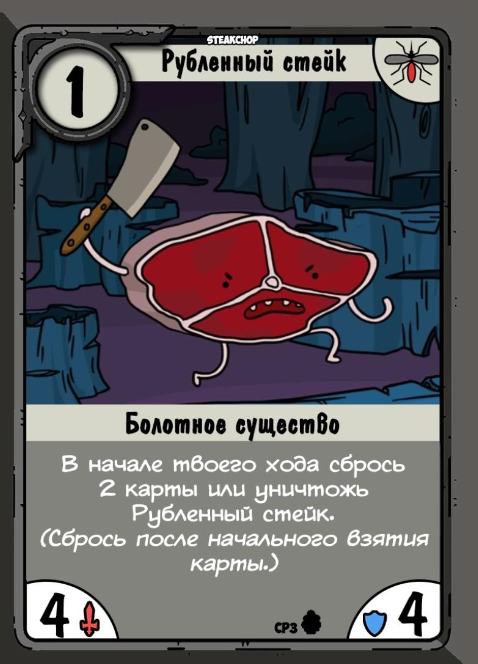 STEAKCHOP
Рубленный стейк
1
Болотное существо
В начале твоего хода сбрось
2 карты или уничтожь
Рубленный стейк.
(Сбрось после начального взятия
карты.)
4
CP3
4